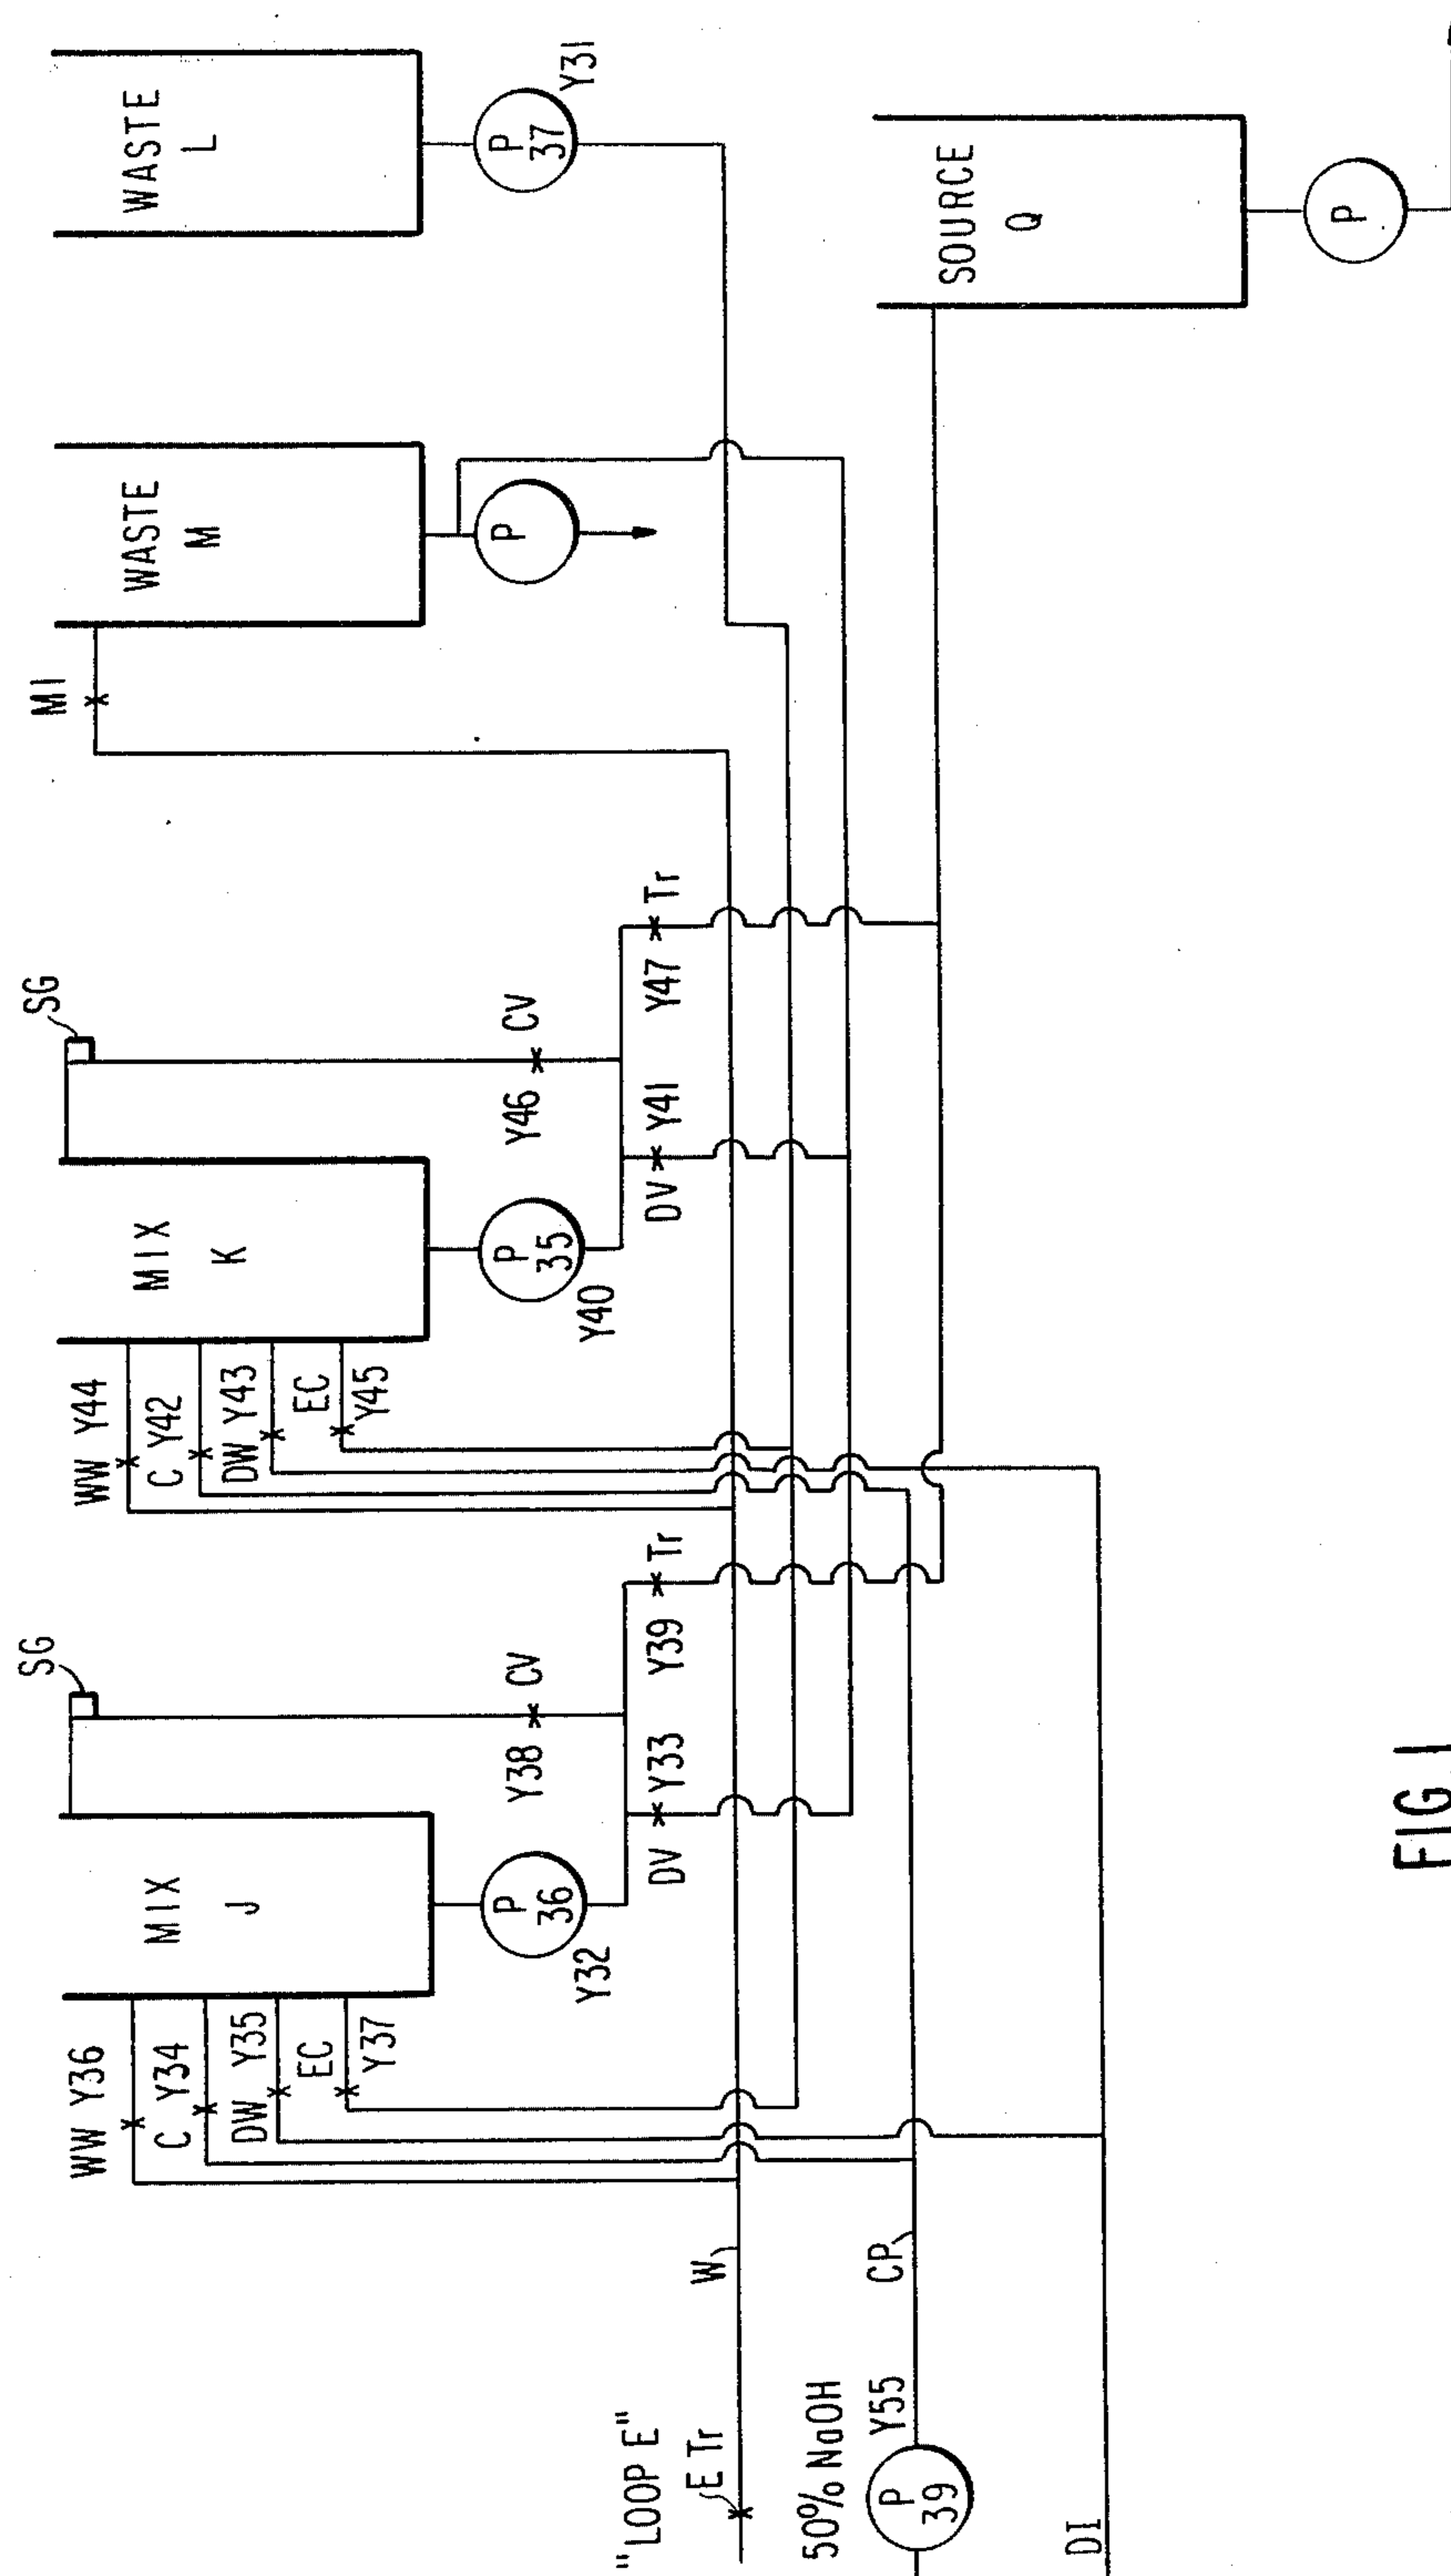 SG
SG
WASTE
L
WASTE
M
MIX
K
MIX
J
M1
WW Y36
C Y34
DW Y35
EC
Y37
WW Y44
C Y42
DW Y43
EC
Y45
P
36
Y32
Y38
CV
P
35
Y40
Y46
CV
P
P
37
Y31
DV
Y33
Y39
Tr
DV
Y41
Y47
Tr
"LOOP E"
E Tr
W
50% NaOH
P
39
Y55
CP
SOURCE
Q
P
DI
FIG.1